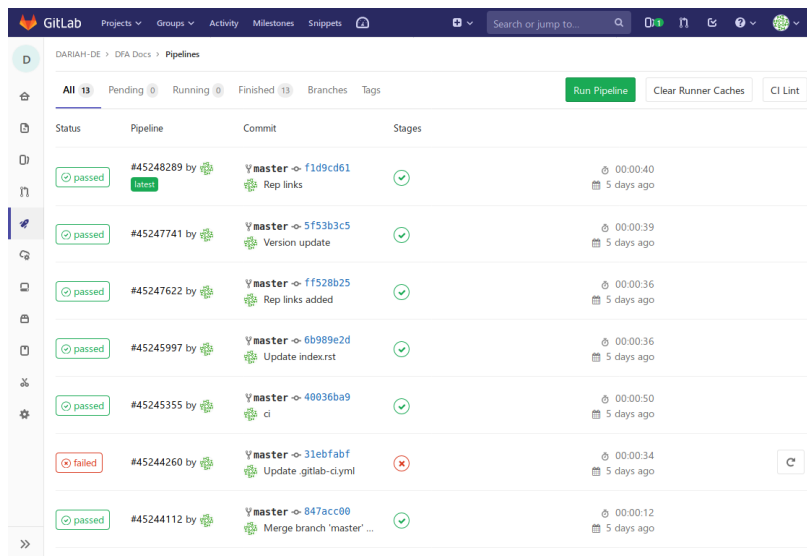 GitLab Projects Groups Activity Milestones Snippets Search or jump to... 1
D DARIAH-DE > DFA Docs > Pipelines
All 13 Pending 0 Running 0 Finished 13 Branches Tags Run Pipeline Clear Runner Caches CI Lint
Status Pipeline Commit Stages
passed #45248289 by master f1d9cd61 00:00:40
latest Rep links 5 days ago
passed #45247741 by master 5f53b3c5 00:00:39
Version update 5 days ago
passed #45247622 by master ff528b25 00:00:36
Rep links added 5 days ago
passed #45245997 by master 6b989e2d 00:00:36
Update index.rst 5 days ago
passed #45245355 by master 40036ba9 00:00:50
ci 5 days ago
failed #45244260 by master 31ebfabf 00:00:34
Update .gitlab-ci.yml 5 days ago
passed #45244112 by master 847acc00 00:00:12
Merge branch 'master' ... 5 days ago